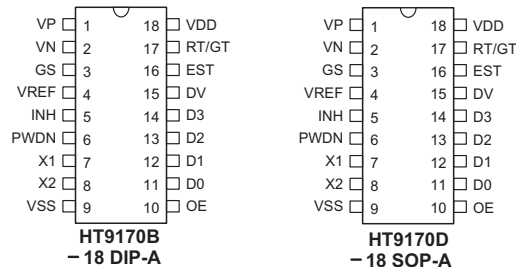 VP 1 18 VDD
VN 2 17 RT/GT
GS 3 16 EST
VREF 4 15 DV
INH 5 14 D3
PWDN 6 13 D2
X1 7 12 D1
X2 8 11 D0
VSS 9 10 OE
HT9170B
– 18 DIP-A
VP 1 18 VDD
VN 2 17 RT/GT
GS 3 16 EST
VREF 4 15 DV
INH 5 14 D3
PWDN 6 13 D2
X1 7 12 D1
X2 8 11 D0
VSS 9 10 OE
HT9170D
– 18 SOP-A